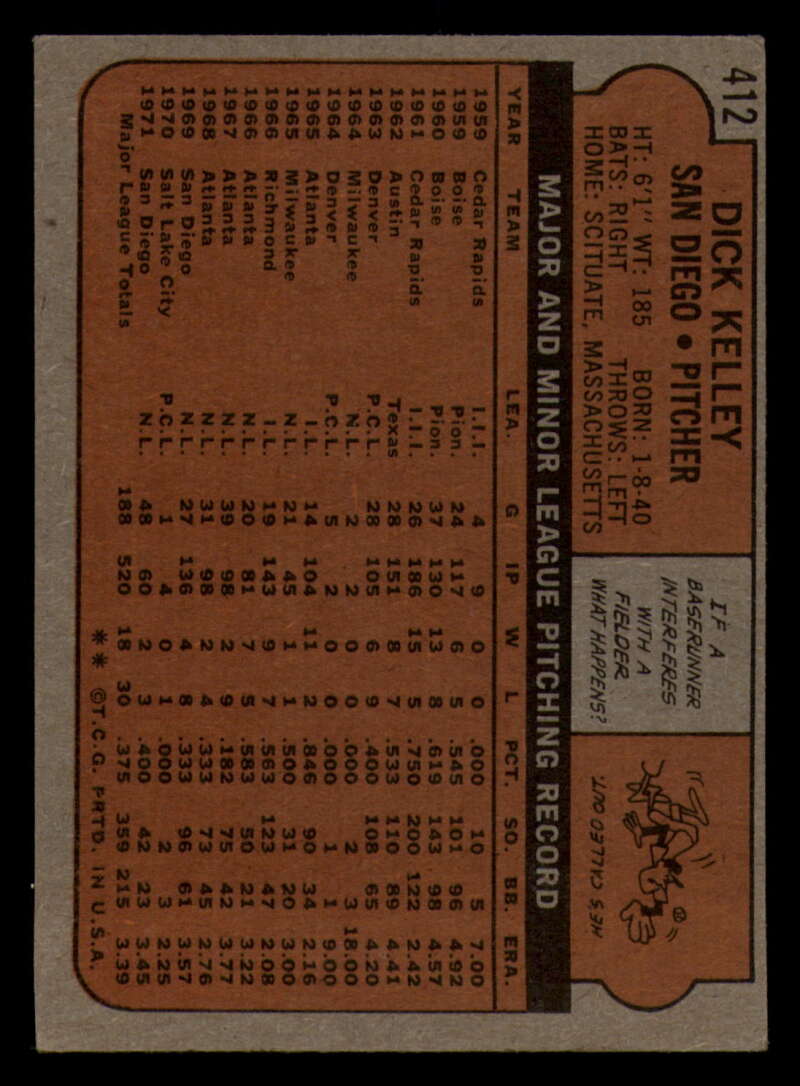 412
DICK KELLEY
SAN DIEGO • PITCHER
HT: 6'1" WT: 185 BORN: 1-8-40
BATS: RIGHT THROWS: LEFT
HOME: SCITUATE, MASSACHUSETTS
IF A
BASERUNNER
INTERFERES
WITH A
FIELDER
WHAT HAPPENS?
HE'S CALLED OUT.
MAJOR AND MINOR LEAGUE PITCHING RECORD
YEAR TEAM LEA. G IP W L PCT. SO. BB. ERA.
1959 Cedar Rapids I.I.I. 4 9 0 0 .000 10 5 7.00
1959 Boise Pion. 24 117 6 5 .545 101 96 4.92
1960 Boise Pion. 37 130 13 8 .619 143 98 4.57
1961 Cedar Rapids I.I.I. 26 186 15 5 .750 200 122 2.42
1962 Austin Texas 28 151 8 7 .533 110 89 4.41
1963 Denver P.C.L. 28 105 6 9 .400 108 65 4.20
1964 Milwaukee N.L. 2 2 0 0 .000 2 3 18.00
1964 Denver P.C.L. 5 2 0 0 .000 1 1 9.00
1965 Atlanta I.L. 14 104 11 2 .846 90 34 2.16
1965 Milwaukee N.L. 21 45 1 1 .500 31 20 3.00
1966 Richmond I.L. 19 143 9 7 .563 123 47 2.08
1966 Atlanta N.L. 20 81 7 5 .583 50 21 3.22
1967 Atlanta N.L. 39 98 2 9 .182 75 42 3.77
1968 Atlanta N.L. 31 98 2 4 .333 73 45 2.76
1969 San Diego N.L. 27 136 4 8 .333 96 61 3.57
1970 Salt Lake City P.C.L. 1 4 0 1 .000 2 3 2.25
1971 San Diego N.L. 48 60 2 3 .400 42 23 3.45
Major League Totals 188 520 18 30 .375 359 215 3.39
** ©T.C.G. PRTD. IN U.S.A.